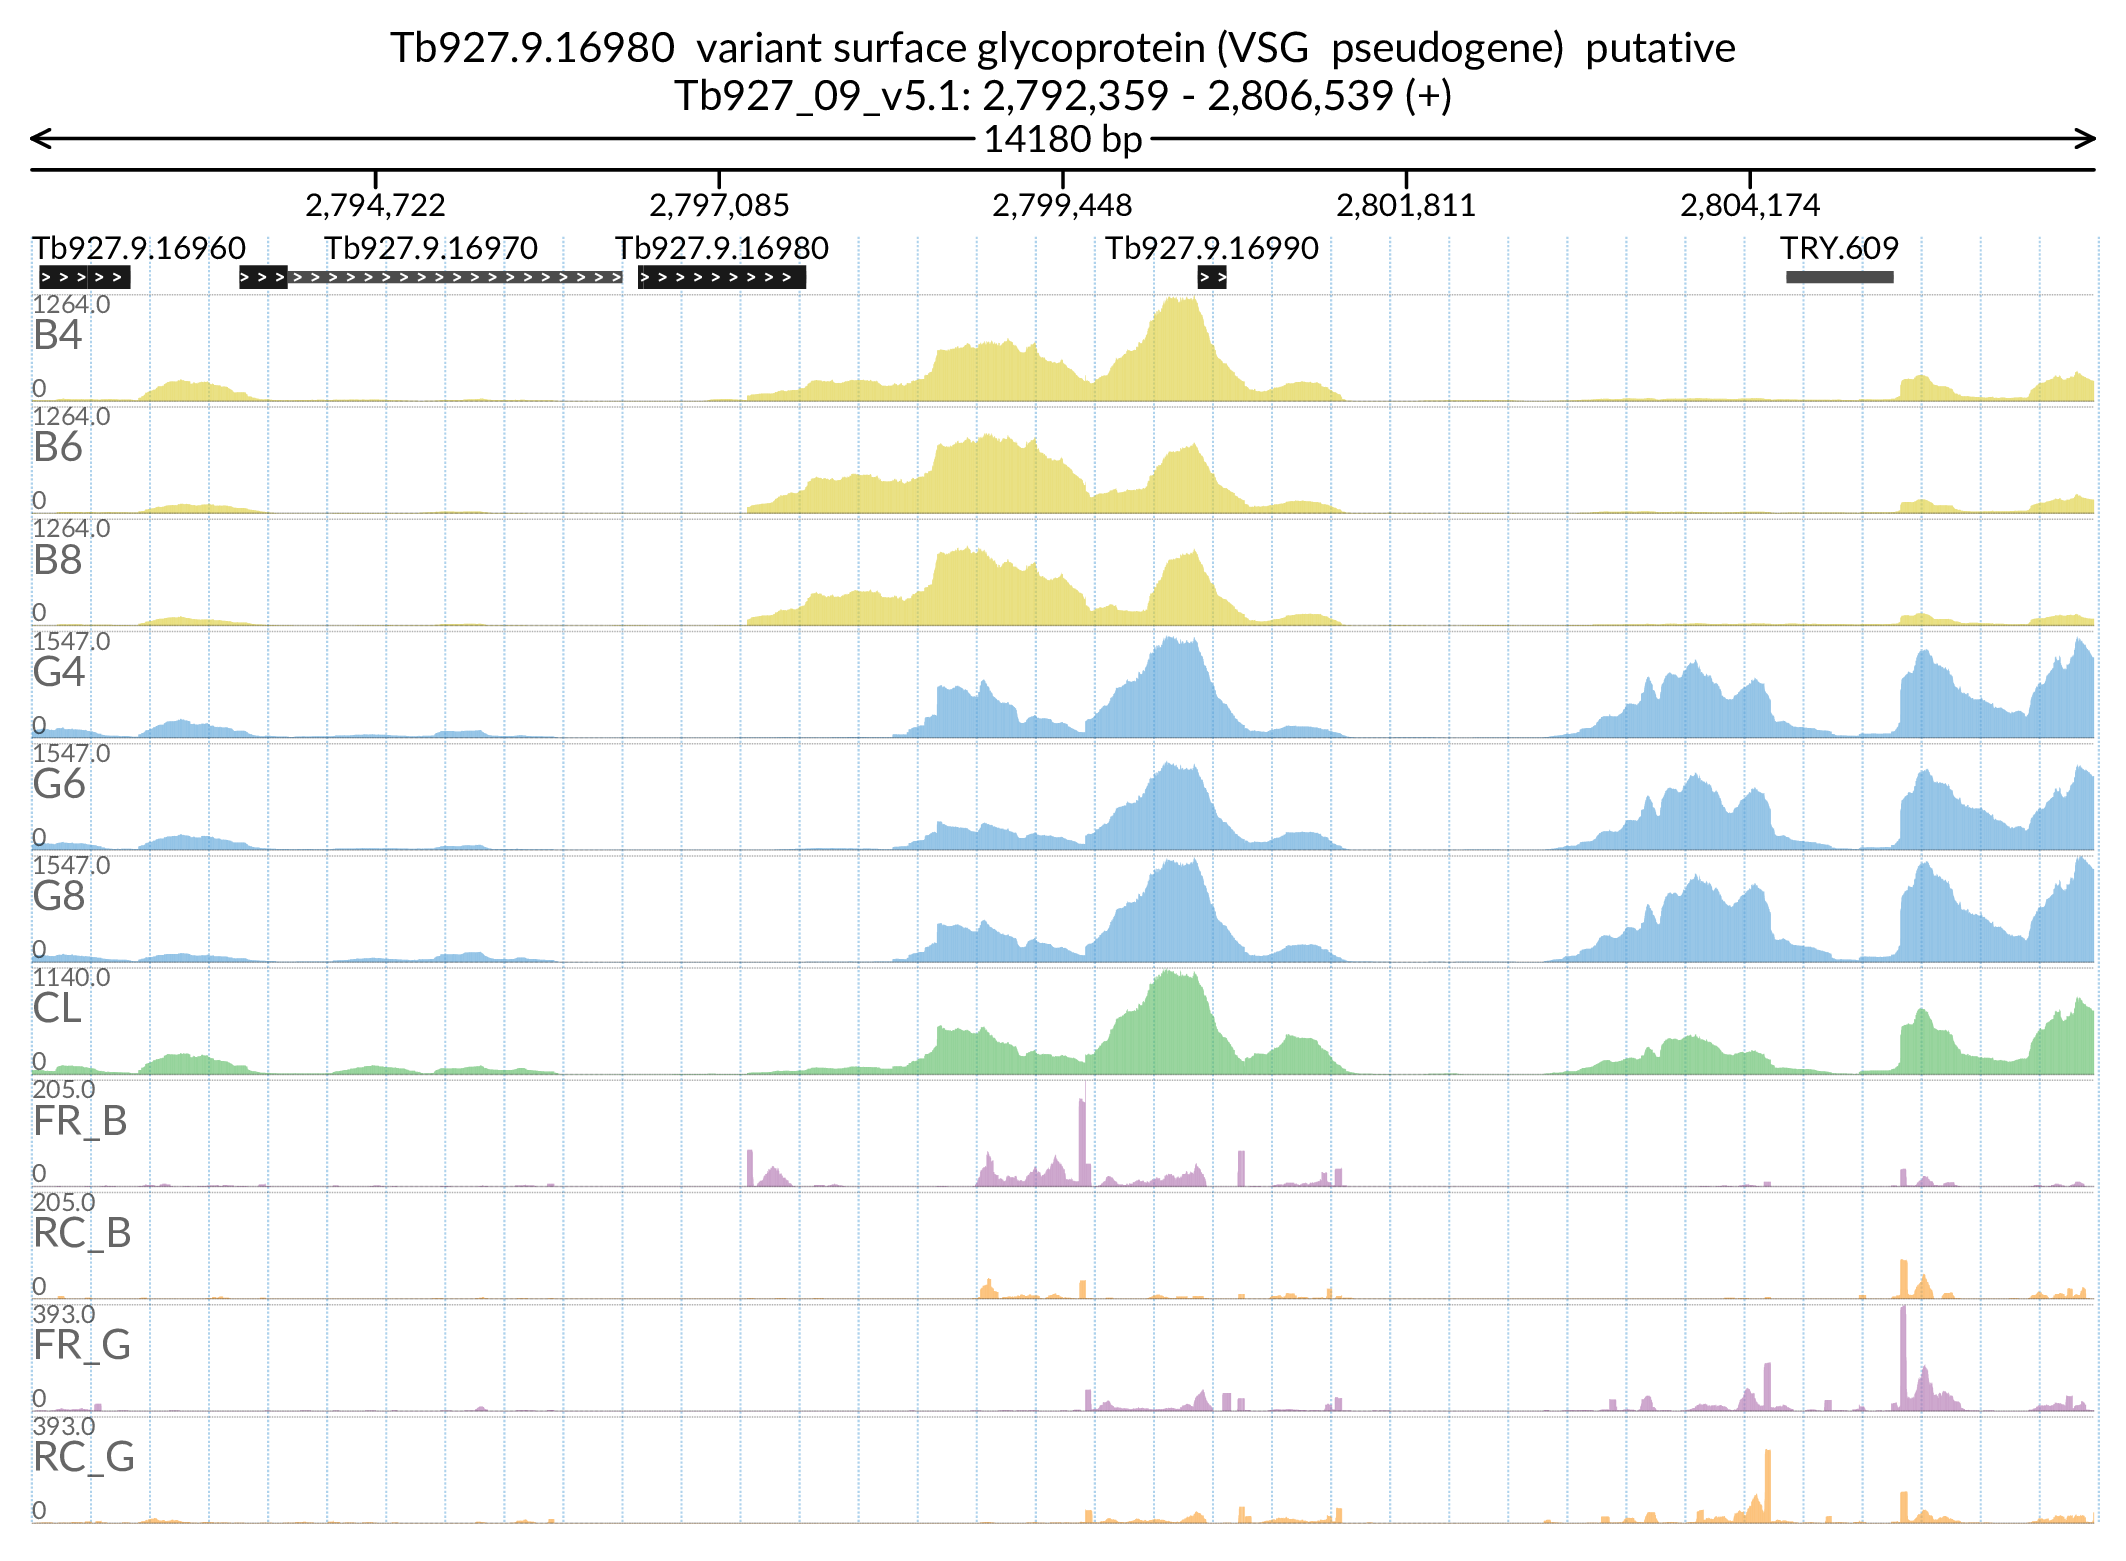 Tb927.9.16980 variant surface glycoprotein (VSG pseudogene) putative
Tb927_09_v5.1: 2,792,359 - 2,806,539 (+)
14180 bp
2,794,722 2,797,085 2,799,448 2,801,811 2,804,174
Tb927.9.16960 Tb927.9.16970 Tb927.9.16980 Tb927.9.16990 TRY.609
1264.0
B4
0
1264.0
B6
0
1264.0
B8
0
1547.0
G4
0
1547.0
G6
0
1547.0
G8
0
1140.0
CL
0
205.0
FR_B
0
205.0
RC_B
0
393.0
FR_G
0
393.0
RC_G
0